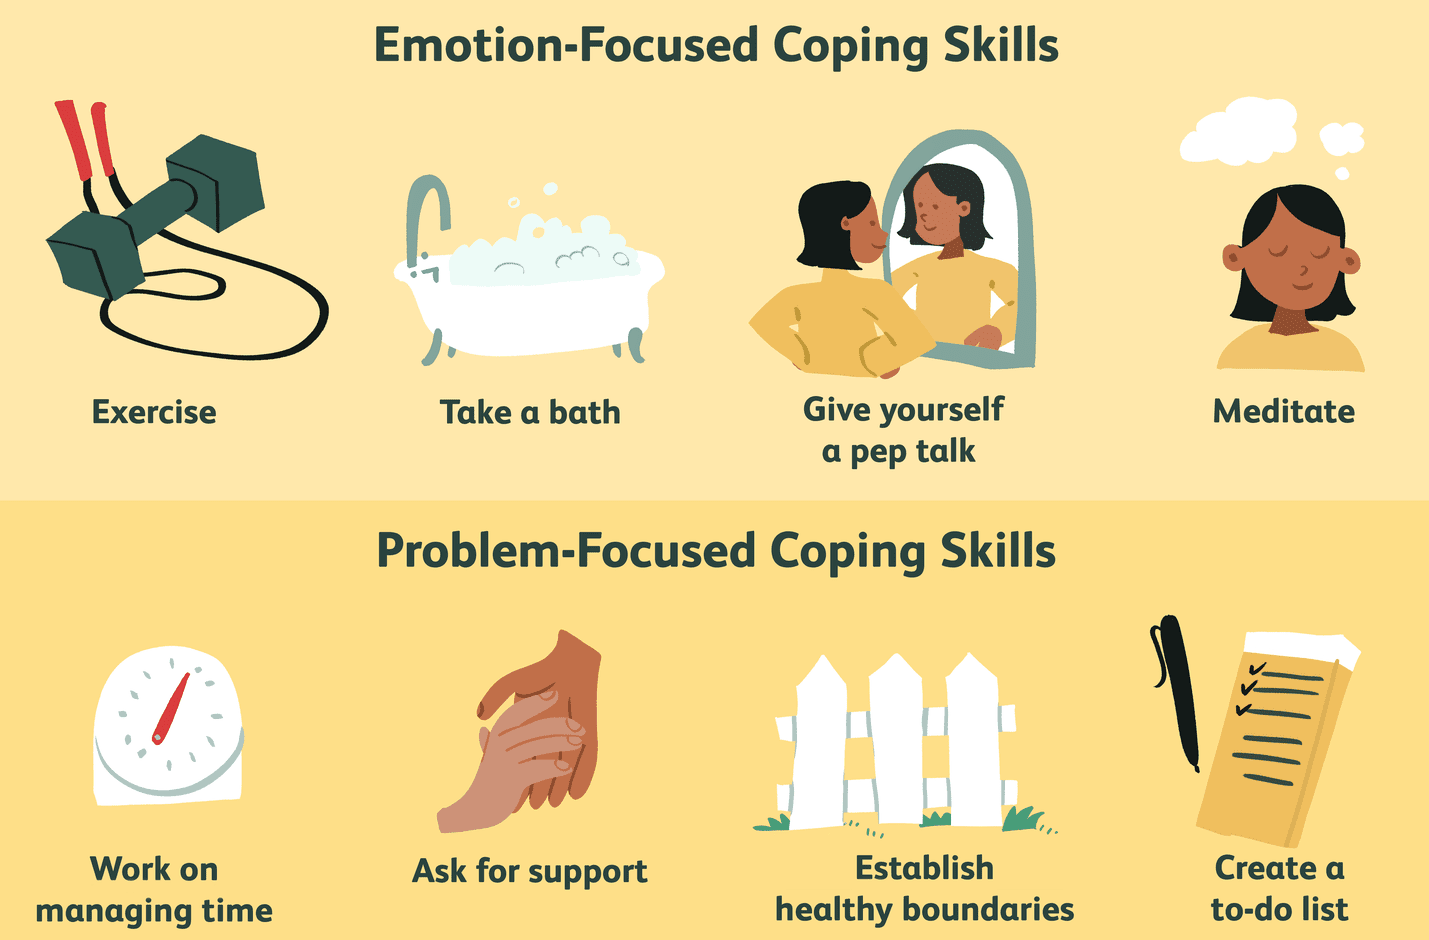 Emotion-Focused Coping Skills
Exercise
Take a bath
Give yourself
a pep talk
Meditate
Problem-Focused Coping Skills
Work on
managing time
Ask for support
Establish
healthy boundaries
Create a
to-do list